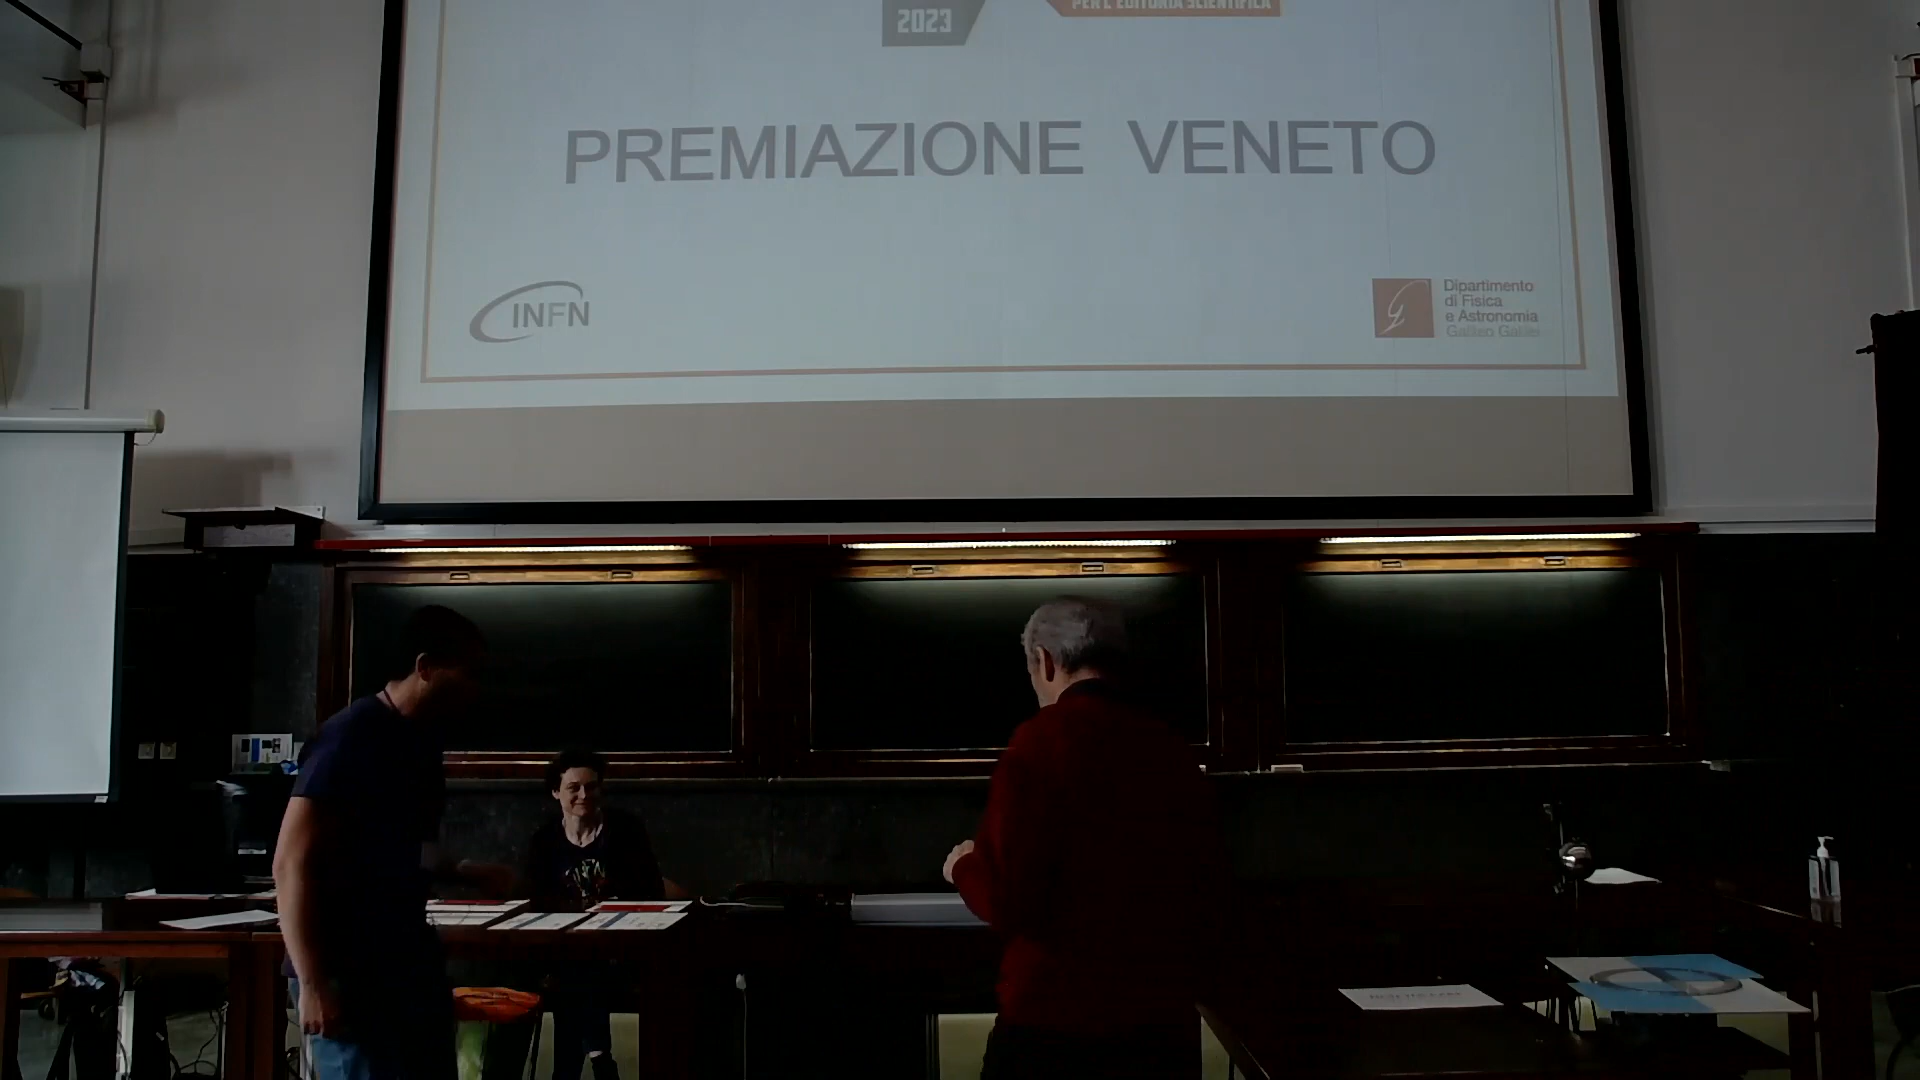 2023
PER L'EDITORIA SCIENTIFICA
PREMIAZIONE VENETO
INFN
Dipartimento
di Fisica
e Astronomia
Galileo Galilei